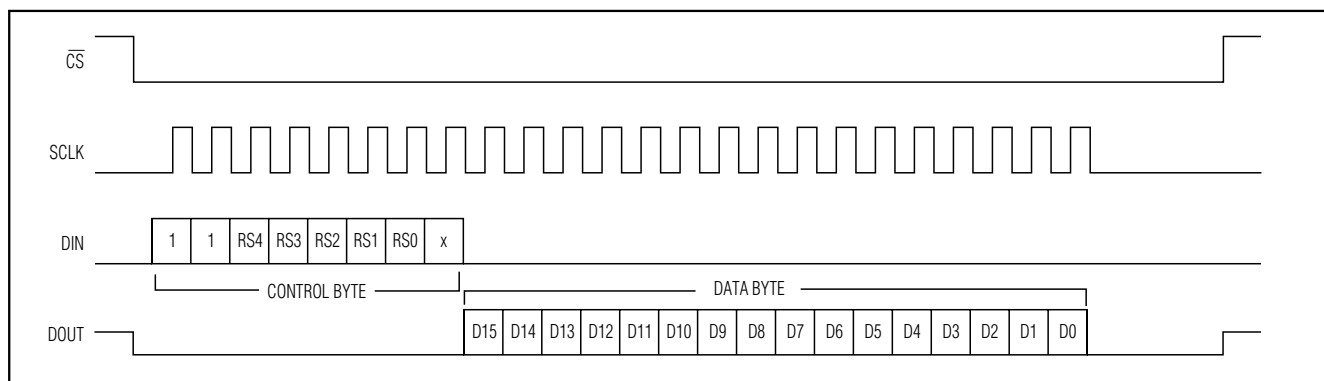 C̅S̅
SCLK
DIN 1 1 RS4 RS3 RS2 RS1 RS0 x
CONTROL BYTE DATA BYTE
DOUT D15 D14 D13 D12 D11 D10 D9 D8 D7 D6 D5 D4 D3 D2 D1 D0